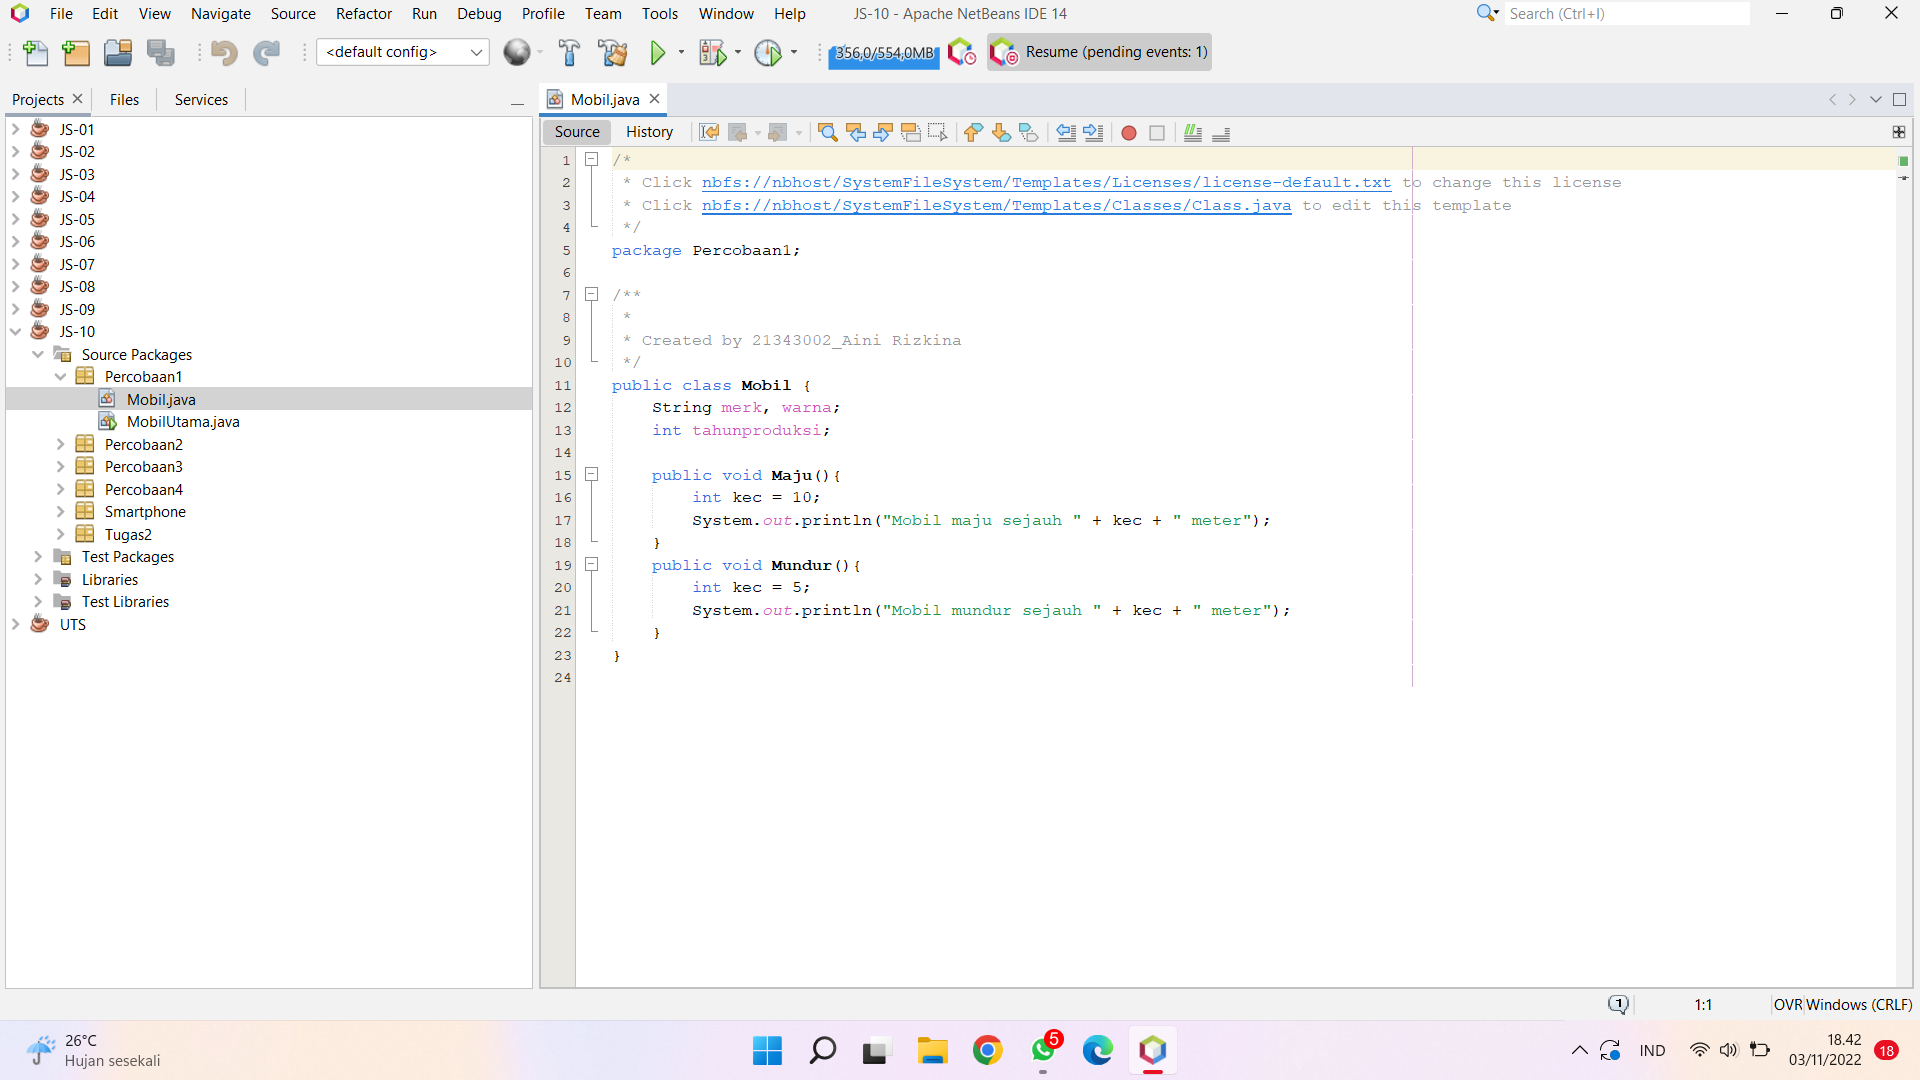 File Edit View Navigate Source Refactor Run Debug Profile Team Tools Window Help JS-10 - Apache NetBeans IDE 14 Search (Ctrl+I)
<default config> 356,0/554,0MB Resume (pending events: 1)
Projects Files Services
Mobil.java
JS-01
JS-02
JS-03
JS-04
JS-05
JS-06
JS-07
JS-08
JS-09
JS-10
Source Packages
Percobaan1
Mobil.java
MobilUtama.java
Percobaan2
Percobaan3
Percobaan4
Smartphone
Tugas2
Test Packages
Libraries
Test Libraries
UTS
Source History
1 /*
2 * Click nbfs://nbhost/SystemFileSystem/Templates/Licenses/license-default.txt to change this license
3 * Click nbfs://nbhost/SystemFileSystem/Templates/Classes/Class.java to edit this template
4 */
5 package Percobaan1;
6
7 /**
8 *
9 * Created by 21343002_Aini Rizkina
10 */
11 public class Mobil {
12 String merk, warna;
13 int tahunproduksi;
14
15 public void Maju(){
16 int kec = 10;
17 System.out.println("Mobil maju sejauh " + kec + " meter");
18 }
19 public void Mundur(){
20 int kec = 5;
21 System.out.println("Mobil mundur sejauh " + kec + " meter");
22 }
23 }
24
1 1:1 OVR Windows (CRLF)
26°C
Hujan sesekali
5
IND
18.42
03/11/2022
18